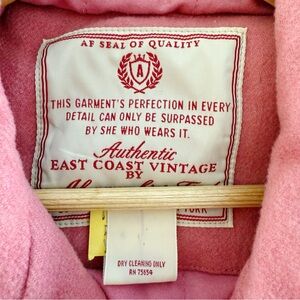 AF SEAL OF QUALITY
A
THIS GARMENT'S PERFECTION IN EVERY
DETAIL CAN ONLY BE SURPASSED
BY SHE WHO WEARS IT.
Authentic
EAST COAST VINTAGE
BY
YORK
DRY CLEANING ONLY
RN 75654